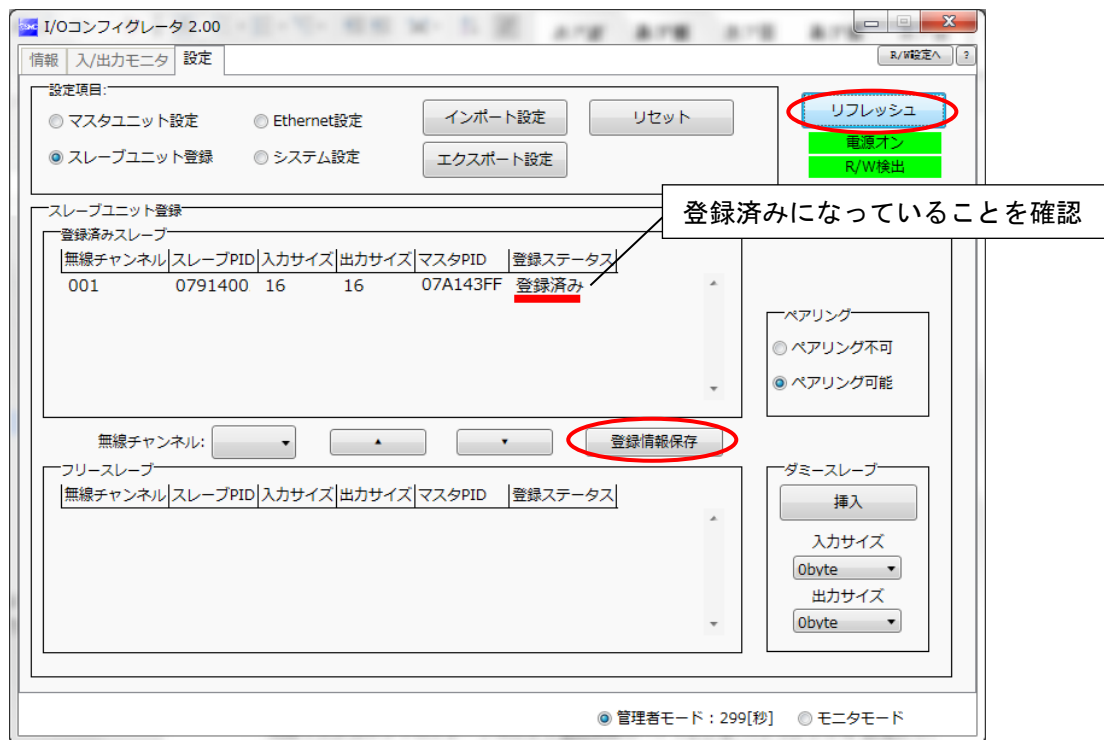 I/Oコンフィグレータ 2.00
情報 入/出力モニタ 設定 R/W設定へ ?
設定項目:
マスタユニット設定 Ethernet設定 インポート設定 リセット リフレッシュ
電源オン
スレーブユニット登録 システム設定 エクスポート設定 R/W検出
登録済みになっていることを確認
スレーブユニット登録
登録済みスレーブ
無線チャンネル スレーブPID 入力サイズ 出力サイズ マスタPID 登録ステータス
001 0791400 16 16 07A143FF 登録済み
ペアリング
ペアリング不可
ペアリング可能
無線チャンネル: 登録情報保存
フリースレーブ
無線チャンネル スレーブPID 入力サイズ 出力サイズ マスタPID 登録ステータス
ダミースレーブ
挿入
入力サイズ
0byte
出力サイズ
0byte
管理者モード：299[秒] モニタモード